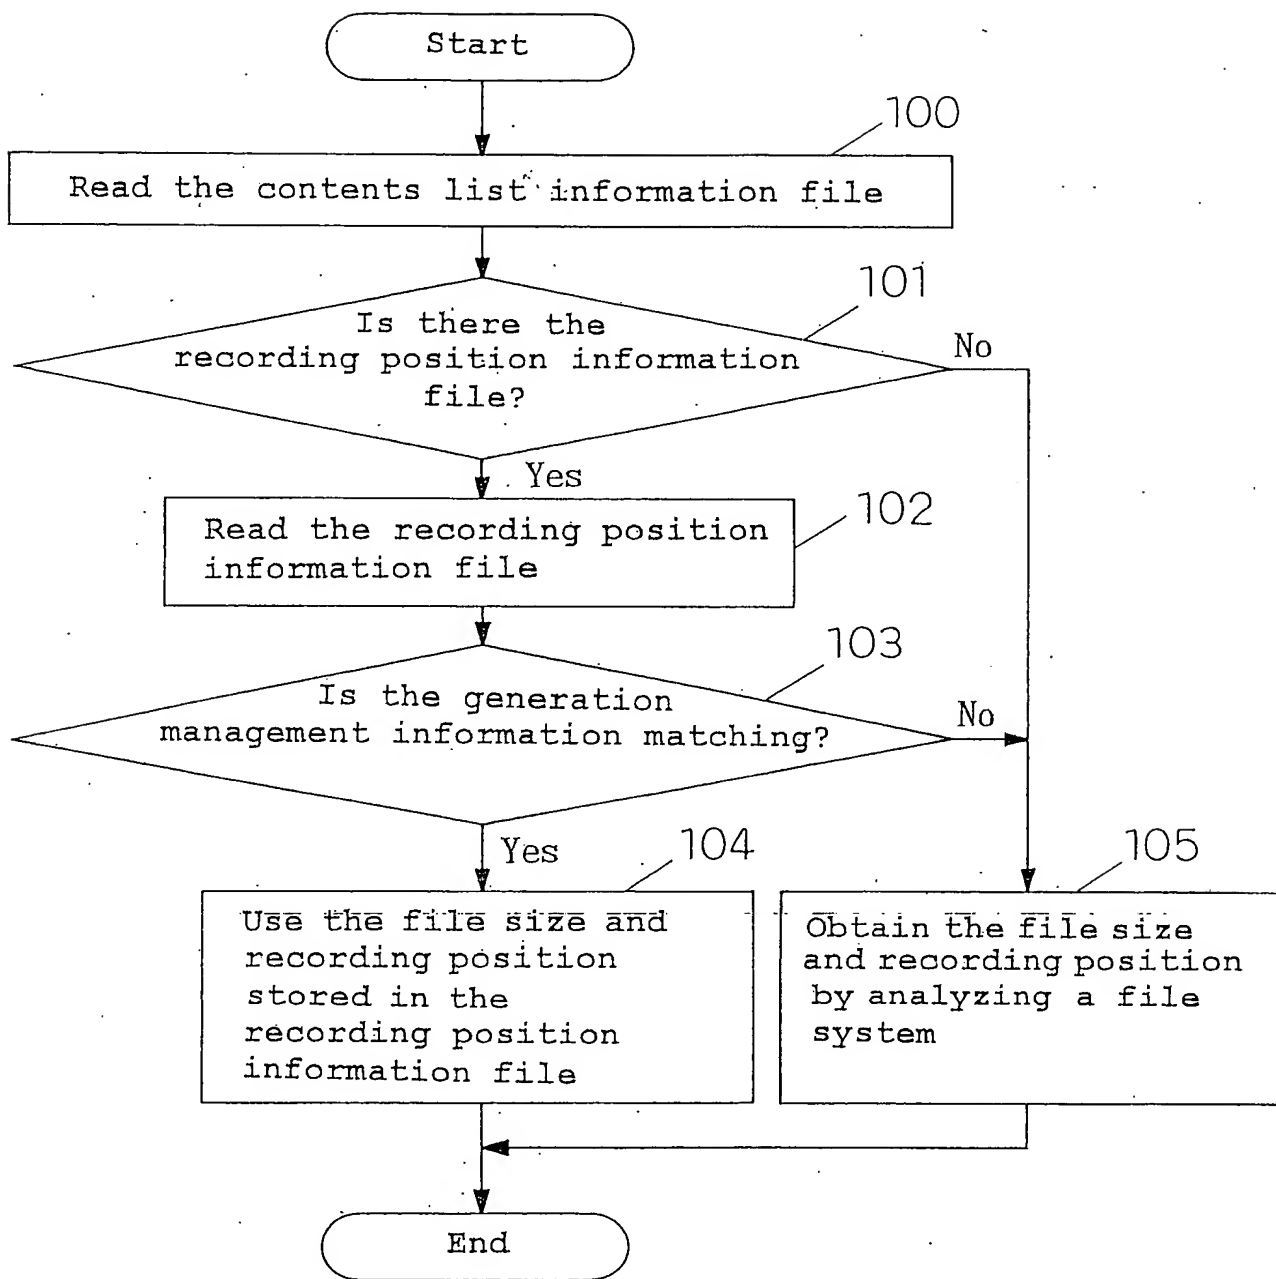 Start
100
Read the contents list information file
101
Is there the
recording position information
file?
No
Yes
102
Read the recording position
information file
103
Is the generation
management information matching?
No
Yes
104
Use the file size and
recording position
stored in the
recording position
information file
105
Obtain the file size
and recording position
by analyzing a file
system
End